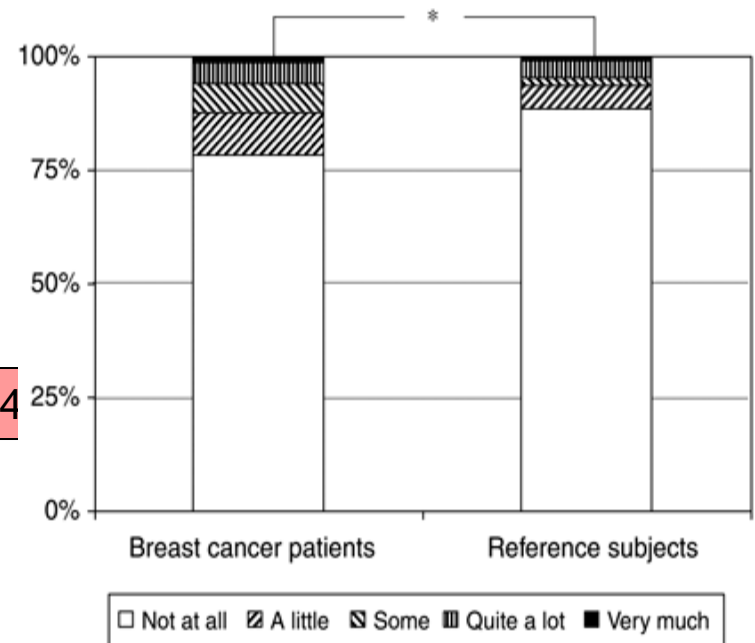 *
100%
75%
50%
4
25%
0%
Breast cancer patients
Reference subjects
Not at all A little Some Quite a lot Very much